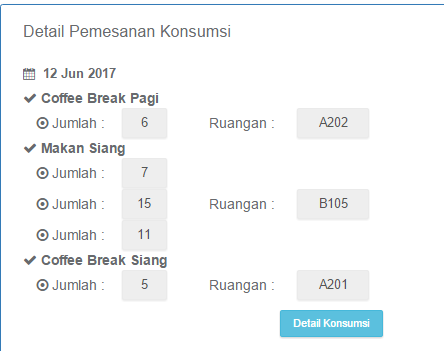 Detail Pemesanan Konsumsi
12 Jun 2017
Coffee Break Pagi
Jumlah : 6 Ruangan : A202
Makan Siang
Jumlah : 7
Jumlah : 15 Ruangan : B105
Jumlah : 11
Coffee Break Siang
Jumlah : 5 Ruangan : A201
Detail Konsumsi